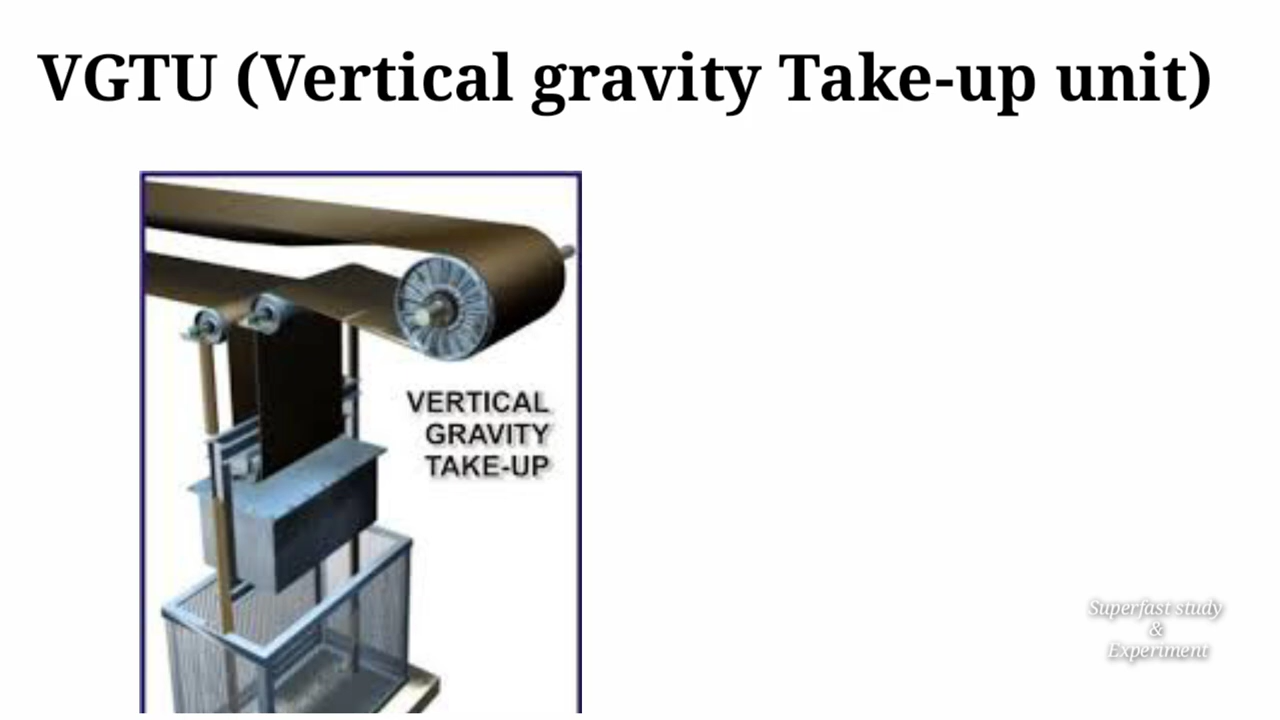 VGTU (Vertical gravity Take-up unit)
VERTICAL
GRAVITY
TAKE-UP
Superfast study
&
Experiment